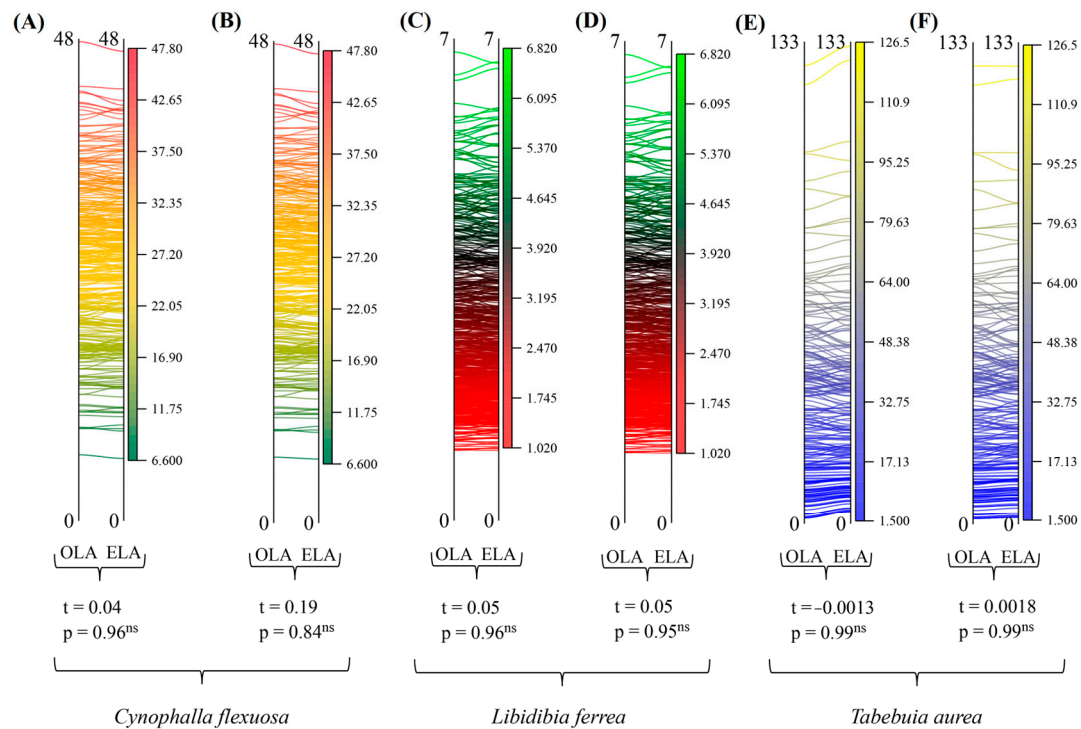 (A) (B) (C) (D) (E) (F)
48 48 47.80 48 48 47.80 7 7 6.820 7 7 6.820 133 133 126.5 133 133 126.5
42.65 42.65 6.095 6.095 110.9 110.9
37.50 37.50 5.370 5.370 95.25 95.25
32.35 32.35 4.645 4.645 79.63 79.63
27.20 27.20 3.920 3.920 64.00 64.00
22.05 22.05 3.195 3.195 48.38 48.38
16.90 16.90 2.470 2.470 32.75 32.75
11.75 11.75 1.745 1.745 17.13 17.13
6.600 6.600 1.020 1.020 1.500 1.500
0 0 0 0 0 0 0 0 0 0 0 0
OLA ELA OLA ELA OLA ELA OLA ELA OLA ELA OLA ELA
t = 0.04 t = 0.19 t = 0.05 t = 0.05 t = –0.0013 t = 0.0018
p = 0.96ns p = 0.84ns p = 0.96ns p = 0.95ns p = 0.99ns p = 0.99ns
Cynophalla flexuosa Libidibia ferrea Tabebuia aurea